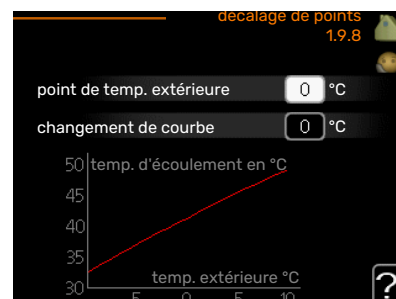 décalage de points
1.9.8
point de temp. extérieure 0 °C
changement de courbe 0 °C
50 temp. d'écoulement en °C
45
40
35
temp. extérieure °C
30
5 0 -5 -10
?